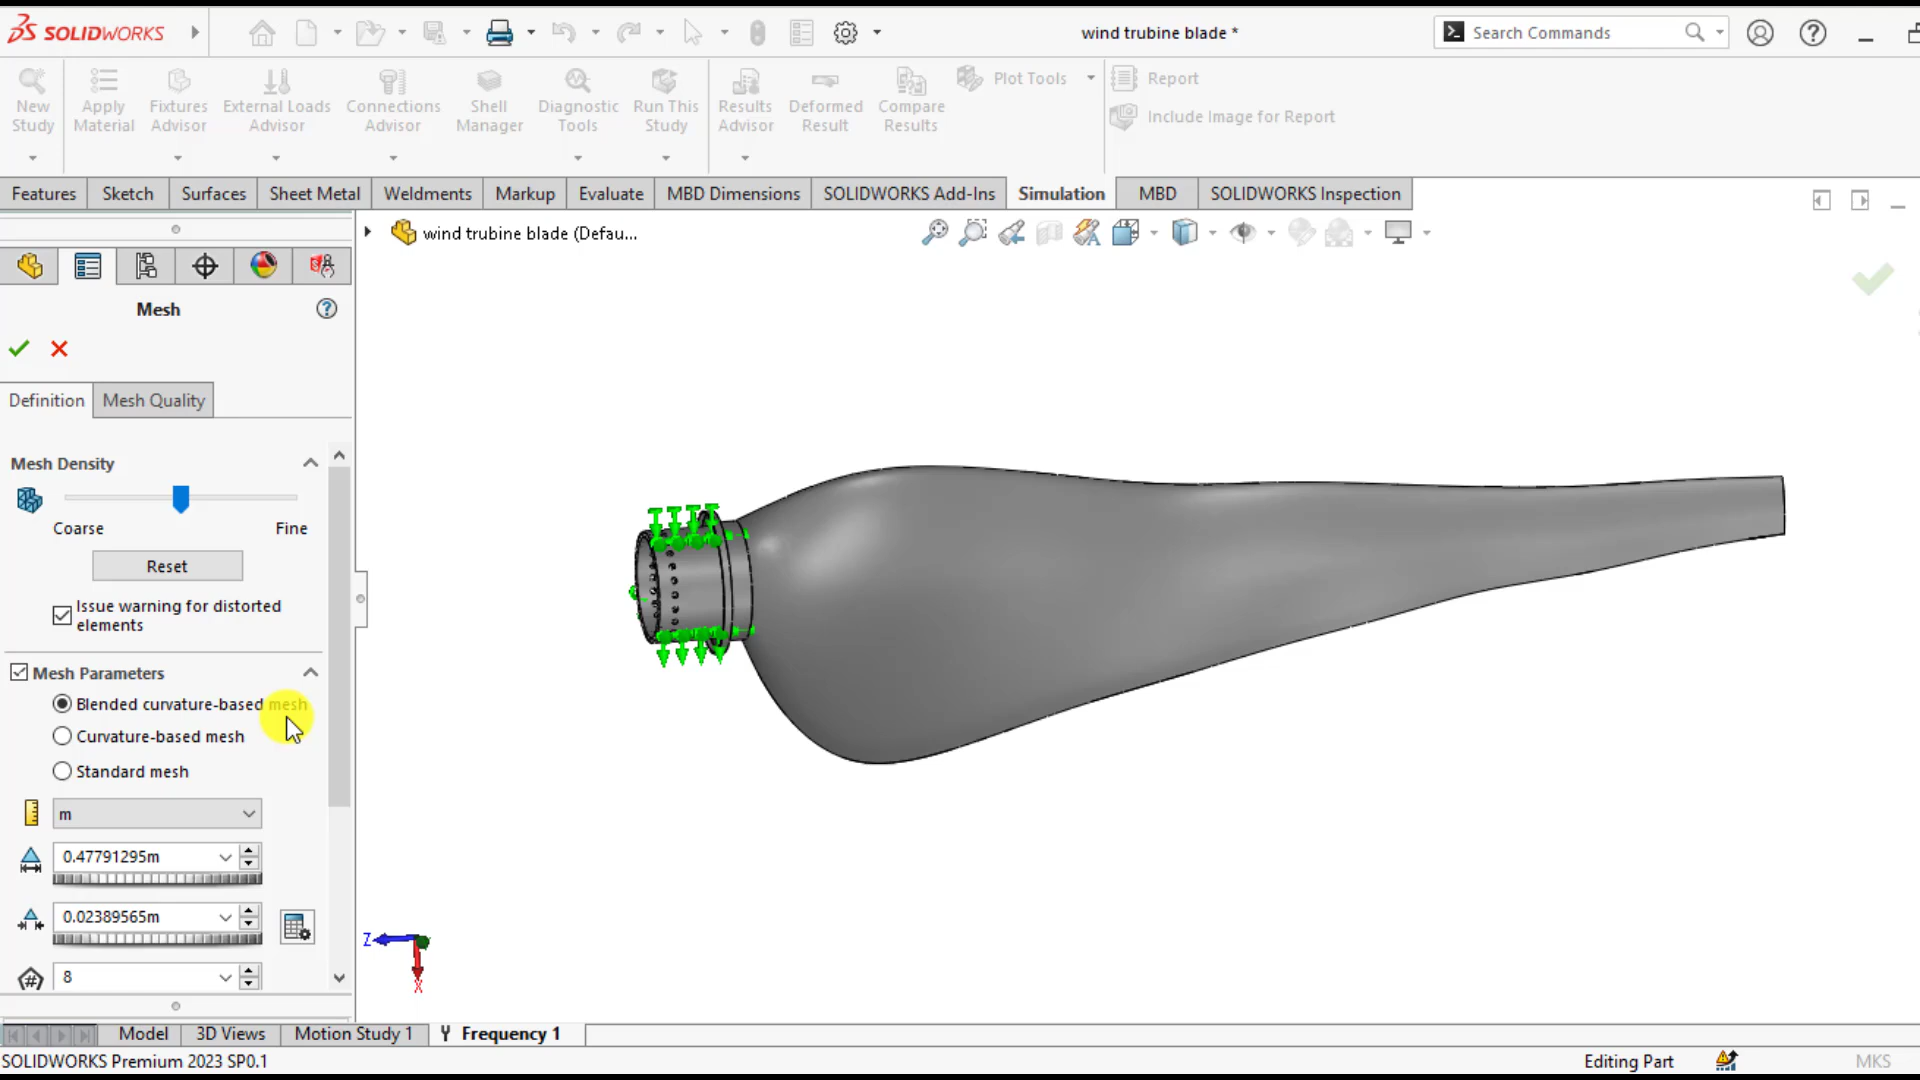 SOLIDWORKS
wind trubine blade *
Search Commands
New Study
Apply Material
Fixtures Advisor
External Loads Advisor
Connections Advisor
Shell Manager
Diagnostic Tools
Run This Study
Results Advisor
Deformed Result
Compare Results
Plot Tools
Report
Include Image for Report
Features
Sketch
Surfaces
Sheet Metal
Weldments
Markup
Evaluate
MBD Dimensions
SOLIDWORKS Add-Ins
Simulation
MBD
SOLIDWORKS Inspection
wind trubine blade (Defau...
Mesh
Definition
Mesh Quality
Mesh Density
Coarse
Fine
Reset
Issue warning for distorted
elements
Mesh Parameters
Blended curvature-based mesh
Curvature-based mesh
Standard mesh
m
0.47791295m
0.02389565m
8
Z
X
Model
3D Views
Motion Study 1
Frequency 1
SOLIDWORKS Premium 2023 SP0.1
Editing Part
MKS